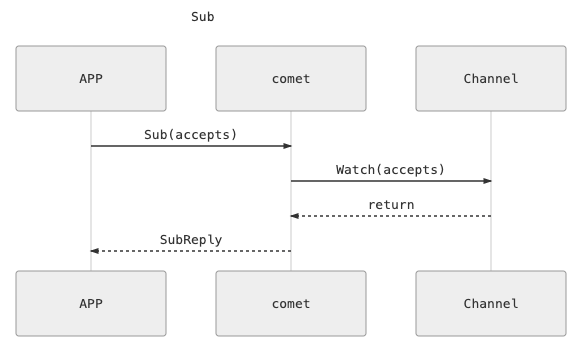 Sub
APP comet Channel
Sub(accepts)
Watch(accepts)
return
SubReply
APP comet Channel